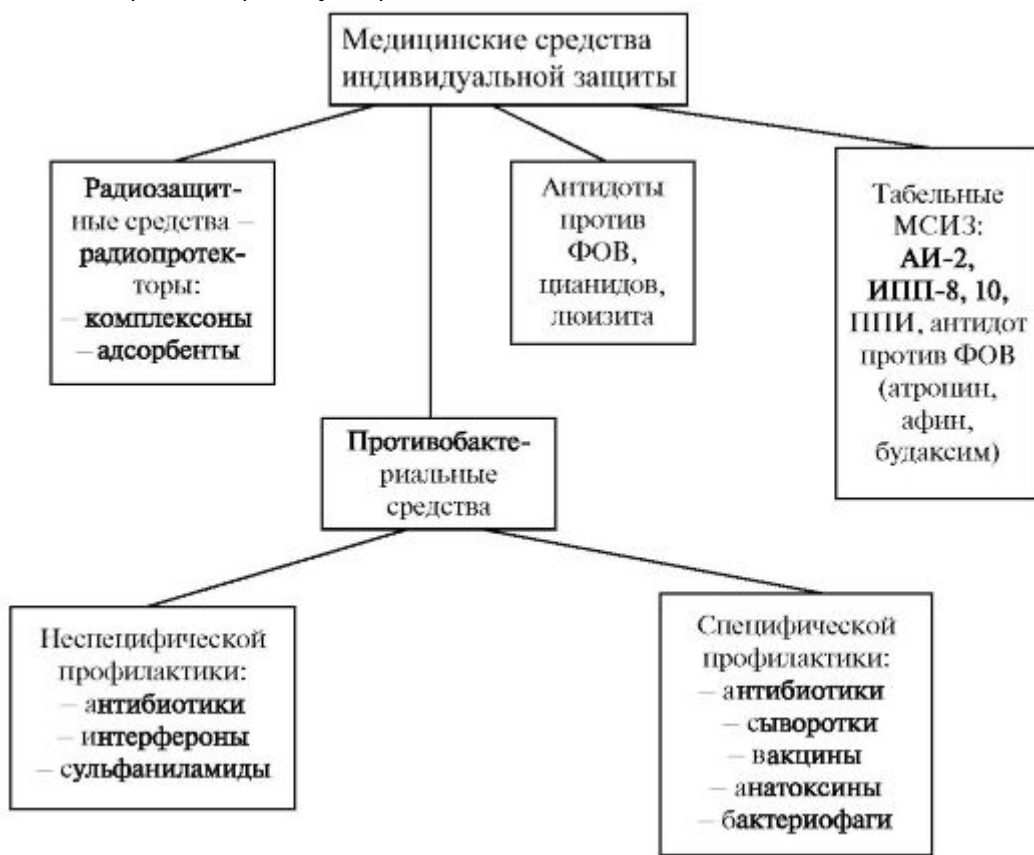 Медицинские средства
индивидуальной защиты
Радиозащит-
ные средства –
радиопротек-
торы:
– комплексоны
– адсорбенты
Антидоты
против
ФОВ,
цианидов,
люизита
Табельные
МСИЗ:
АИ-2,
ИПП-8, 10,
ППИ, антидот
против ФОВ
(атропин,
афин,
будаксим)
Противобакте-
риальные
средства
Неспецифической
профилактики:
– антибиотики
– интерфероны
– сульфаниламиды
Специфической
профилактики:
– антибиотики
– сыворотки
– вакцины
– анатоксины
– бактериофаги